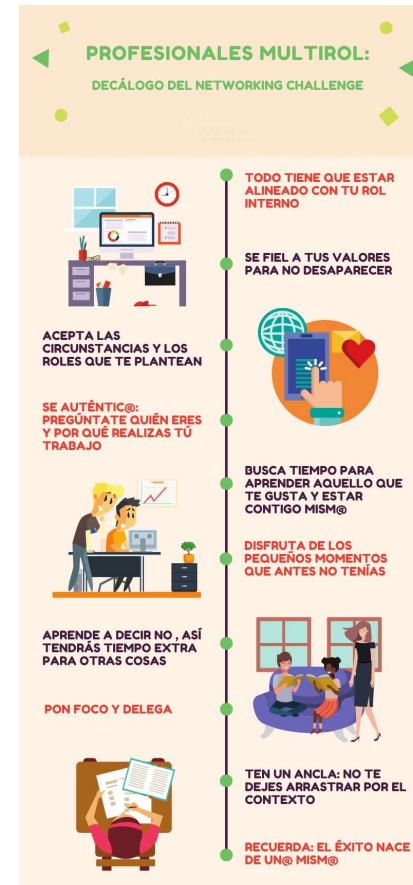 PROFESIONALES MULTIROL:
DECÁLOGO DEL NETWORKING CHALLENGE
TODO TIENE QUE ESTAR
ALINEADO CON TU ROL
INTERNO
SE FIEL A TUS VALORES
PARA NO DESAPARECER
ACEPTA LAS
CIRCUNSTANCIAS Y LOS
ROLES QUE TE PLANTEAN
SE AUTÉNTIC@:
PREGÚNTATE QUIÉN ERES
Y POR QUÉ REALIZAS TÚ
TRABAJO
BUSCA TIEMPO PARA
APRENDER AQUELLO QUE
TE GUSTA Y ESTAR
CONTIGO MISM@
DISFRUTA DE LOS
PEQUEÑOS MOMENTOS
QUE ANTES NO TENÍAS
APRENDE A DECIR NO , ASÍ
TENDRÁS TIEMPO EXTRA
PARA OTRAS COSAS
PON FOCO Y DELEGA
TEN UN ANCLA: NO TE
DEJES ARRASTRAR POR EL
CONTEXTO
RECUERDA: EL ÉXITO NACE
DE UN@ MISM@